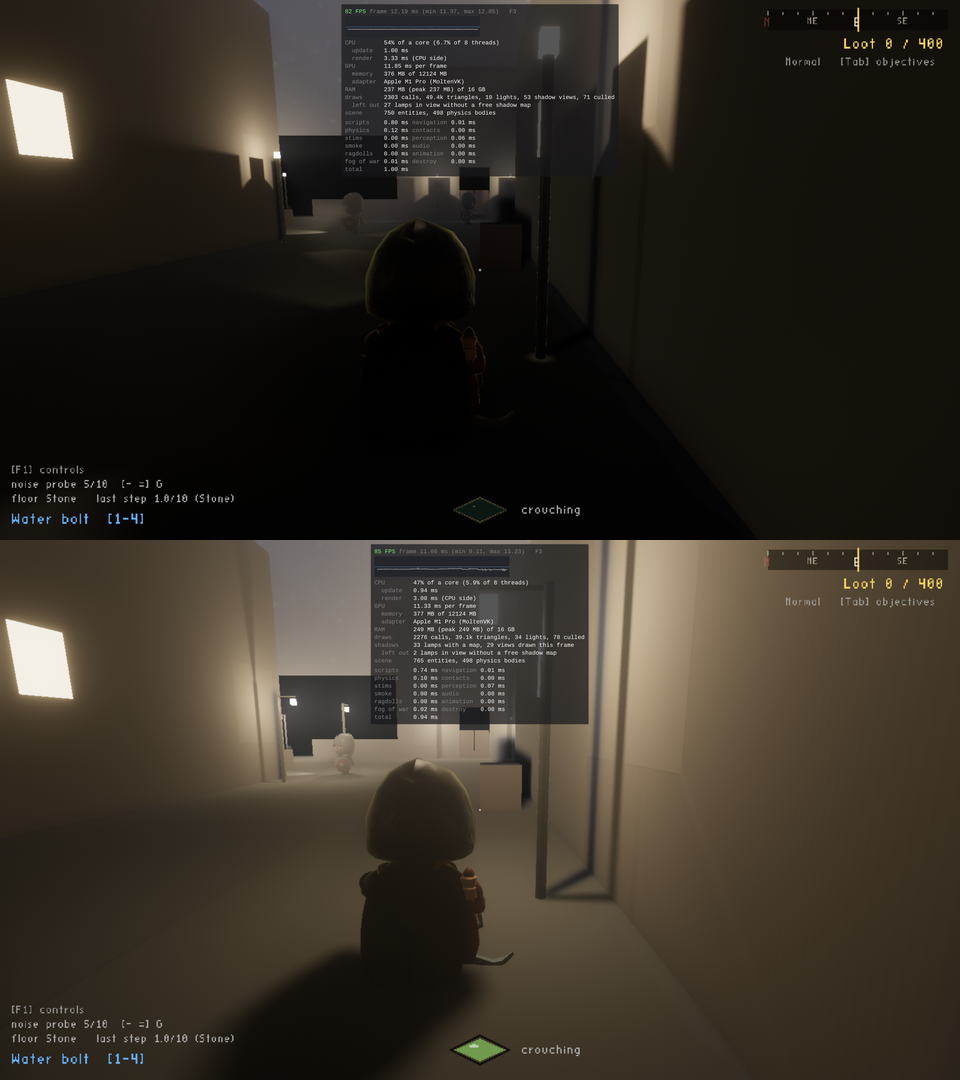 82 FPS frame 12.19 ms (min 11.37, max 12.85) F3
CPU 54% of a core (6.7% of 8 threads)
update 1.00 ms
render 3.33 ms (CPU side)
GPU 11.85 ms per frame
memory 376 MB of 12124 MB
adapter Apple M1 Pro (MoltenVK)
RAM 237 MB (peak 237 MB) of 16 GB
draws 2303 calls, 49.4k triangles, 10 lights, 53 shadow views, 71 culled
left out 27 lamps in view without a free shadow map
scene 750 entities, 498 physics bodies
scripts 0.80 ms navigation 0.01 ms
physics 0.12 ms contacts 0.00 ms
stims 0.00 ms perception 0.06 ms
smoke 0.00 ms audio 0.00 ms
ragdolls 0.00 ms animation 0.00 ms
fog of war 0.01 ms destroy 0.00 ms
total 1.00 ms
N NE E SE
Loot 0 / 400
Normal [Tab] objectives
[F1] controls
noise probe 5/10 [- =] G
floor Stone last step 1.0/10 (Stone)
Water bolt [1-4]
crouching
85 FPS frame 11.66 ms (min 9.11, max 13.23) F3
CPU 47% of a core (5.9% of 8 threads)
update 0.94 ms
render 3.00 ms (CPU side)
GPU 11.33 ms per frame
memory 377 MB of 12124 MB
adapter Apple M1 Pro (MoltenVK)
RAM 249 MB (peak 249 MB) of 16 GB
draws 2276 calls, 39.1k triangles, 34 lights, 78 culled
shadows 33 lamps with a map, 29 views drawn this frame
left out 2 lamps in view without a free shadow map
scene 765 entities, 498 physics bodies
scripts 0.74 ms navigation 0.01 ms
physics 0.10 ms contacts 0.00 ms
stims 0.00 ms perception 0.07 ms
smoke 0.00 ms audio 0.00 ms
ragdolls 0.00 ms animation 0.00 ms
fog of war 0.02 ms destroy 0.00 ms
total 0.94 ms
N NE E SE
Loot 0 / 400
Normal [Tab] objectives
[F1] controls
noise probe 5/10 [- =] G
floor Stone last step 1.0/10 (Stone)
Water bolt [1-4]
crouching